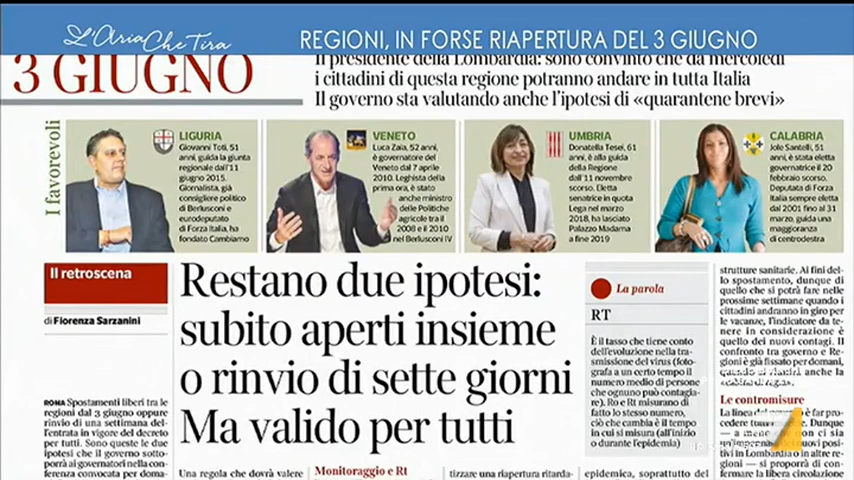 L'Aria Che Tira
REGIONI, IN FORSE RIAPERTURA DEL 3 GIUGNO
3 GIUGNO
Il presidente della Lombardia: sono convinto che da mercoledì
i cittadini di questa regione potranno andare in tutta Italia
Il governo sta valutando anche l'ipotesi di «quarantene brevi»
I favorevoli
LIGURIA
Giovanni Toti, 51
anni, guida la giunta
regionale dall'11
giugno 2015.
Giornalista, già
consigliere politico
di Berlusconi e
eurodeputato
di Forza Italia, ha
fondato Cambiamo
VENETO
Luca Zaia, 52 anni,
è governatore del
Veneto dal 7 aprile
2010. Leghista della
prima ora, è stato
anche ministro
delle Politiche
agricole tra il
2008 e il 2010
nel Berlusconi IV
UMBRIA
Donatella Tesei, 61
anni, è alla guida
della Regione
dall'11 novembre
scorso. Eletta
senatrice in quota
Lega nel marzo
2018, ha lasciato
Palazzo Madama
a fine 2019
CALABRIA
Jole Santelli, 51
anni, è stata eletta
governatrice il 20
febbraio scorso.
Deputata di Forza
Italia sempre eletta
dal 2001 fino al 31
marzo, guida una
maggioranza
di centrodestra
Il retroscena
di Fiorenza Sarzanini
Restano due ipotesi:
subito aperti insieme
o rinvio di sette giorni
Ma valido per tutti
ROMA Spostamenti liberi tra le
regioni dal 3 giugno oppure
rinvio di una settimana del-
l'entrata in vigore del decreto
per tutti. Sono queste le due
ipotesi che il governo sotto-
porrà ai governatori nella con-
ferenza convocata per doma-
Una regola che dovrà valere
Monitoraggio e Rt
tizzare una riapertura ritarda-
La parola
RT
È il tasso che tiene conto
dell'evoluzione nella tra-
smissione del virus (foto-
grafa a un certo tempo il
numero medio di persone
che ognuno può contagia-
re). R0 e Rt misurano di
fatto lo stesso numero,
ciò che cambia è il tempo
in cui si misura (all'inizio
o durante l'epidemia)
epidemica, soprattutto del
strutture sanitarie. Ai fini del-
lo spostamento, dunque di
quello che si potrà fare nelle
prossime settimane quando i
cittadini andranno in giro per
le vacanze, l'indicatore da te-
nere in considerazione è
quello dei nuovi contagi. Il
confronto tra governo e Re-
gioni è già fissato per domani,
anche la
Le contromisure
La linea del
è far pro-
cedere tutti
Dunque
ci sia
positivi
in Lombardia o in altre re-
gioni — si proporrà di con-
fermare la libera circolazione